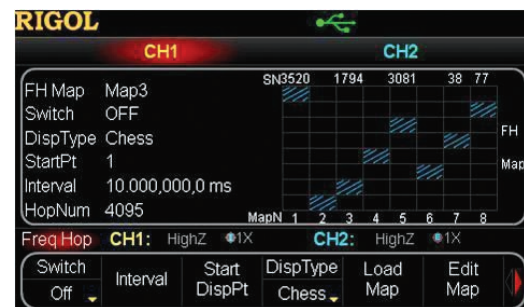 RIGOL
CH1 CH2
FH Map Map3
Switch OFF
DispType Chess
StartPt 1
Interval 10.000,000,0 ms
HopNum 4095
SN3520 1794 3081 38 77
FH
Map
MapN 1 2 3 4 5 6 7 8
Freq Hop CH1: HighZ 1X CH2: HighZ 1X
Switch
Off
Interval
Start
DispPt
DispType
Chess
Load
Map
Edit
Map